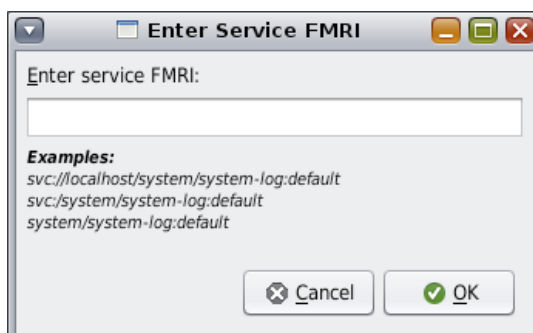 Enter Service FMRI
Enter service FMRI:
Examples:
svc://localhost/system/system-log:default
svc:/system/system-log:default
system/system-log:default
Cancel
OK